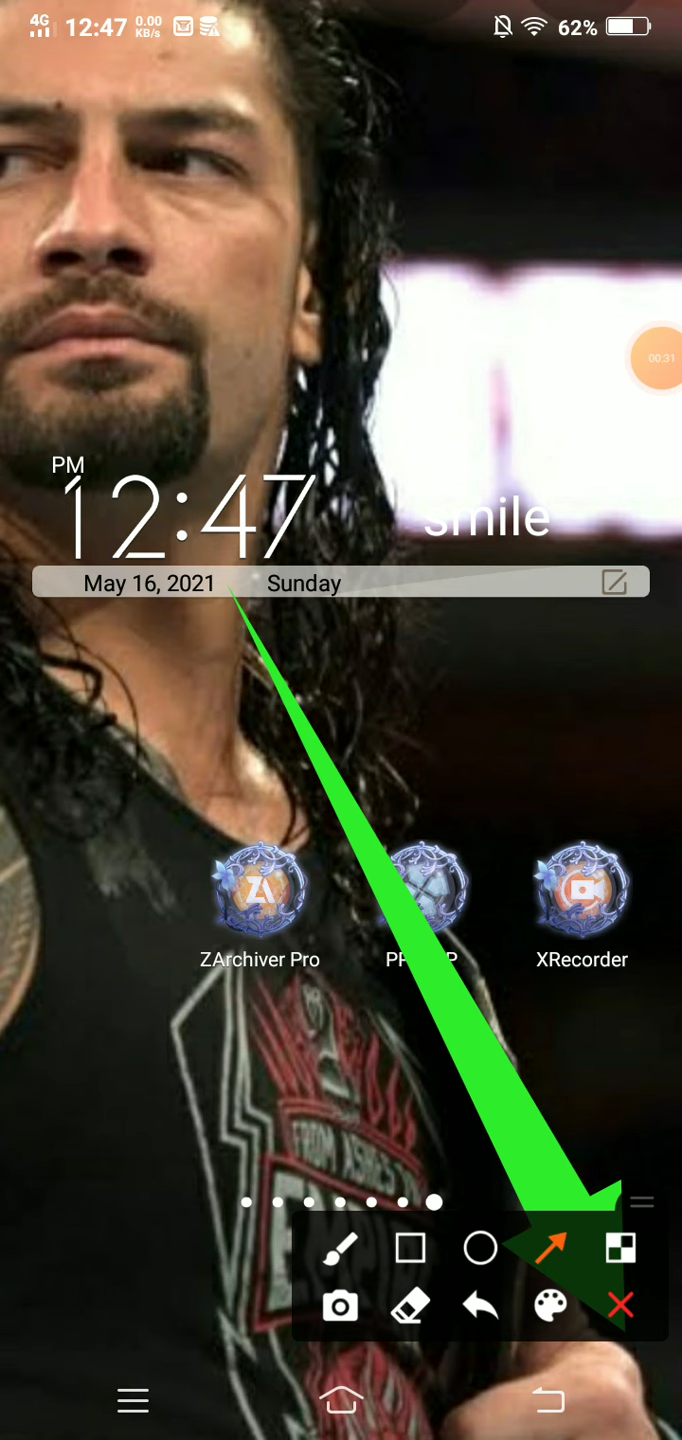 4G 12:47 0.00 KB/s 62%
00:31
PM
12:47
smile
May 16, 2021 Sunday
ZArchiver Pro
XRecorder